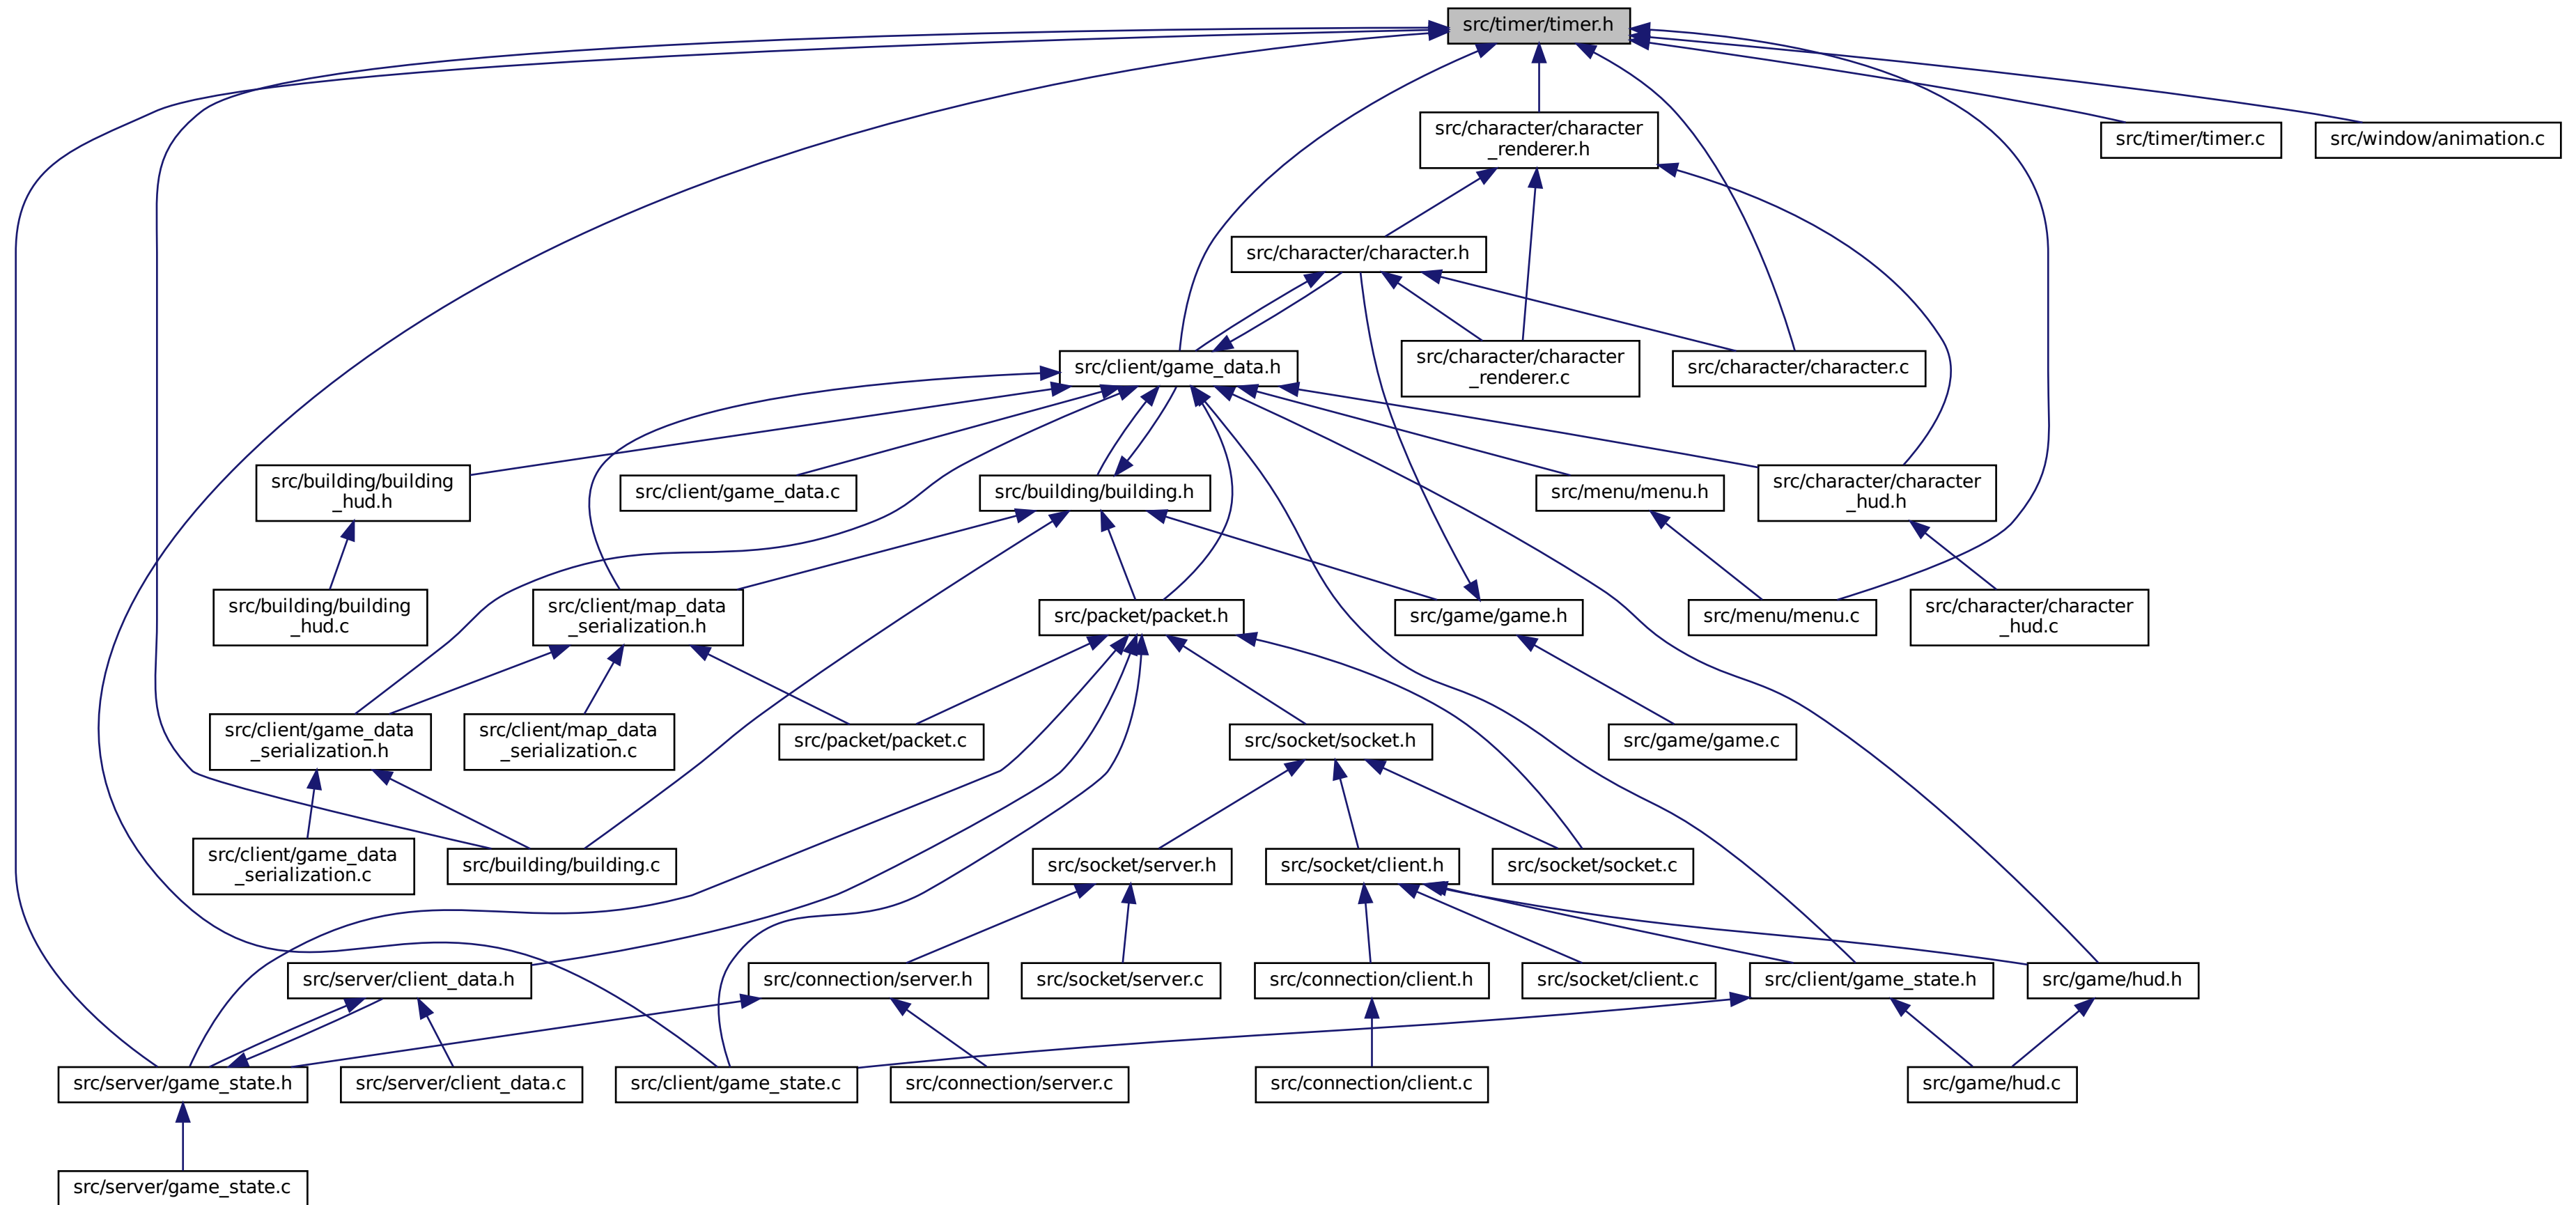 src/timer/timer.h
src/character/character
_renderer.h
src/timer/timer.c
src/window/animation.c
src/character/character.h
src/client/game_data.h
src/character/character
_renderer.c
src/character/character.c
src/building/building
_hud.h
src/client/game_data.c
src/building/building.h
src/menu/menu.h
src/character/character
_hud.h
src/building/building
_hud.c
src/client/map_data
_serialization.h
src/packet/packet.h
src/game/game.h
src/menu/menu.c
src/character/character
_hud.c
src/client/game_data
_serialization.h
src/client/map_data
_serialization.c
src/packet/packet.c
src/socket/socket.h
src/game/game.c
src/client/game_data
_serialization.c
src/building/building.c
src/socket/server.h
src/socket/client.h
src/socket/socket.c
src/server/client_data.h
src/connection/server.h
src/socket/server.c
src/connection/client.h
src/socket/client.c
src/client/game_state.h
src/game/hud.h
src/server/game_state.h
src/server/client_data.c
src/client/game_state.c
src/connection/server.c
src/connection/client.c
src/game/hud.c
src/server/game_state.c